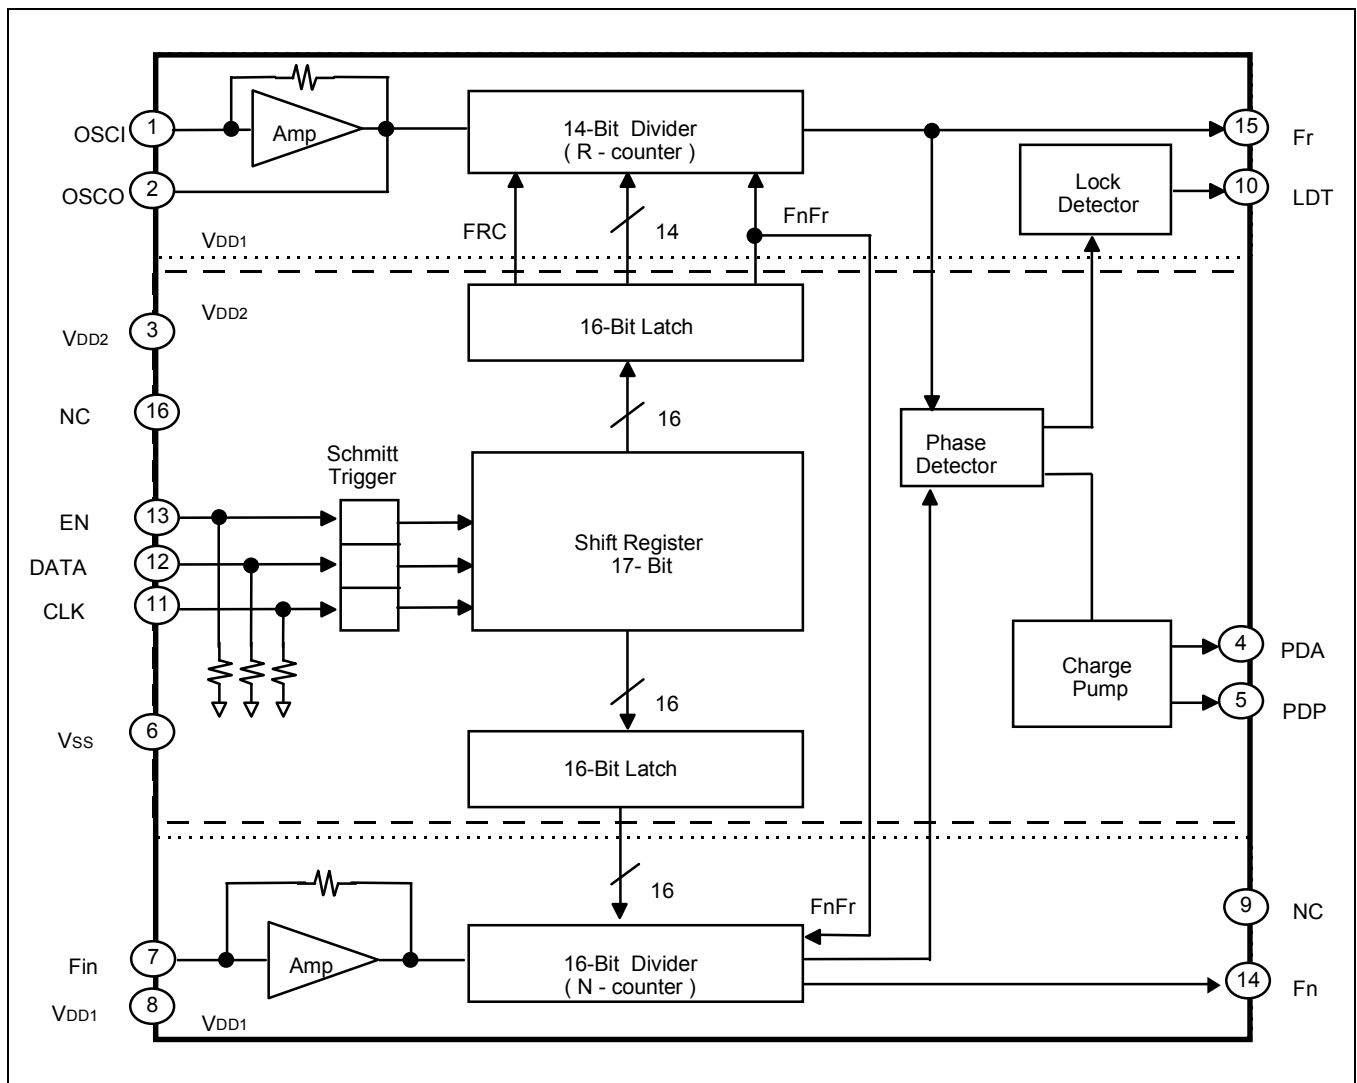 OSCI
1
Amp
14-Bit Divider
( R - counter )
15
Fr
OSCO
2
Lock
Detector
10
LDT
FRC
14
FnFr
VDD1
VDD2
VDD2
3
16-Bit Latch
NC
16
16
Schmitt
Trigger
Phase
Detector
EN
13
DATA
12
CLK
11
Shift Register
17- Bit
Charge
Pump
4
PDA
5
PDP
16
Vss
6
16-Bit Latch
16
FnFr
9
NC
Fin
7
Amp
16-Bit Divider
( N - counter )
14
Fn
VDD1
8
VDD1